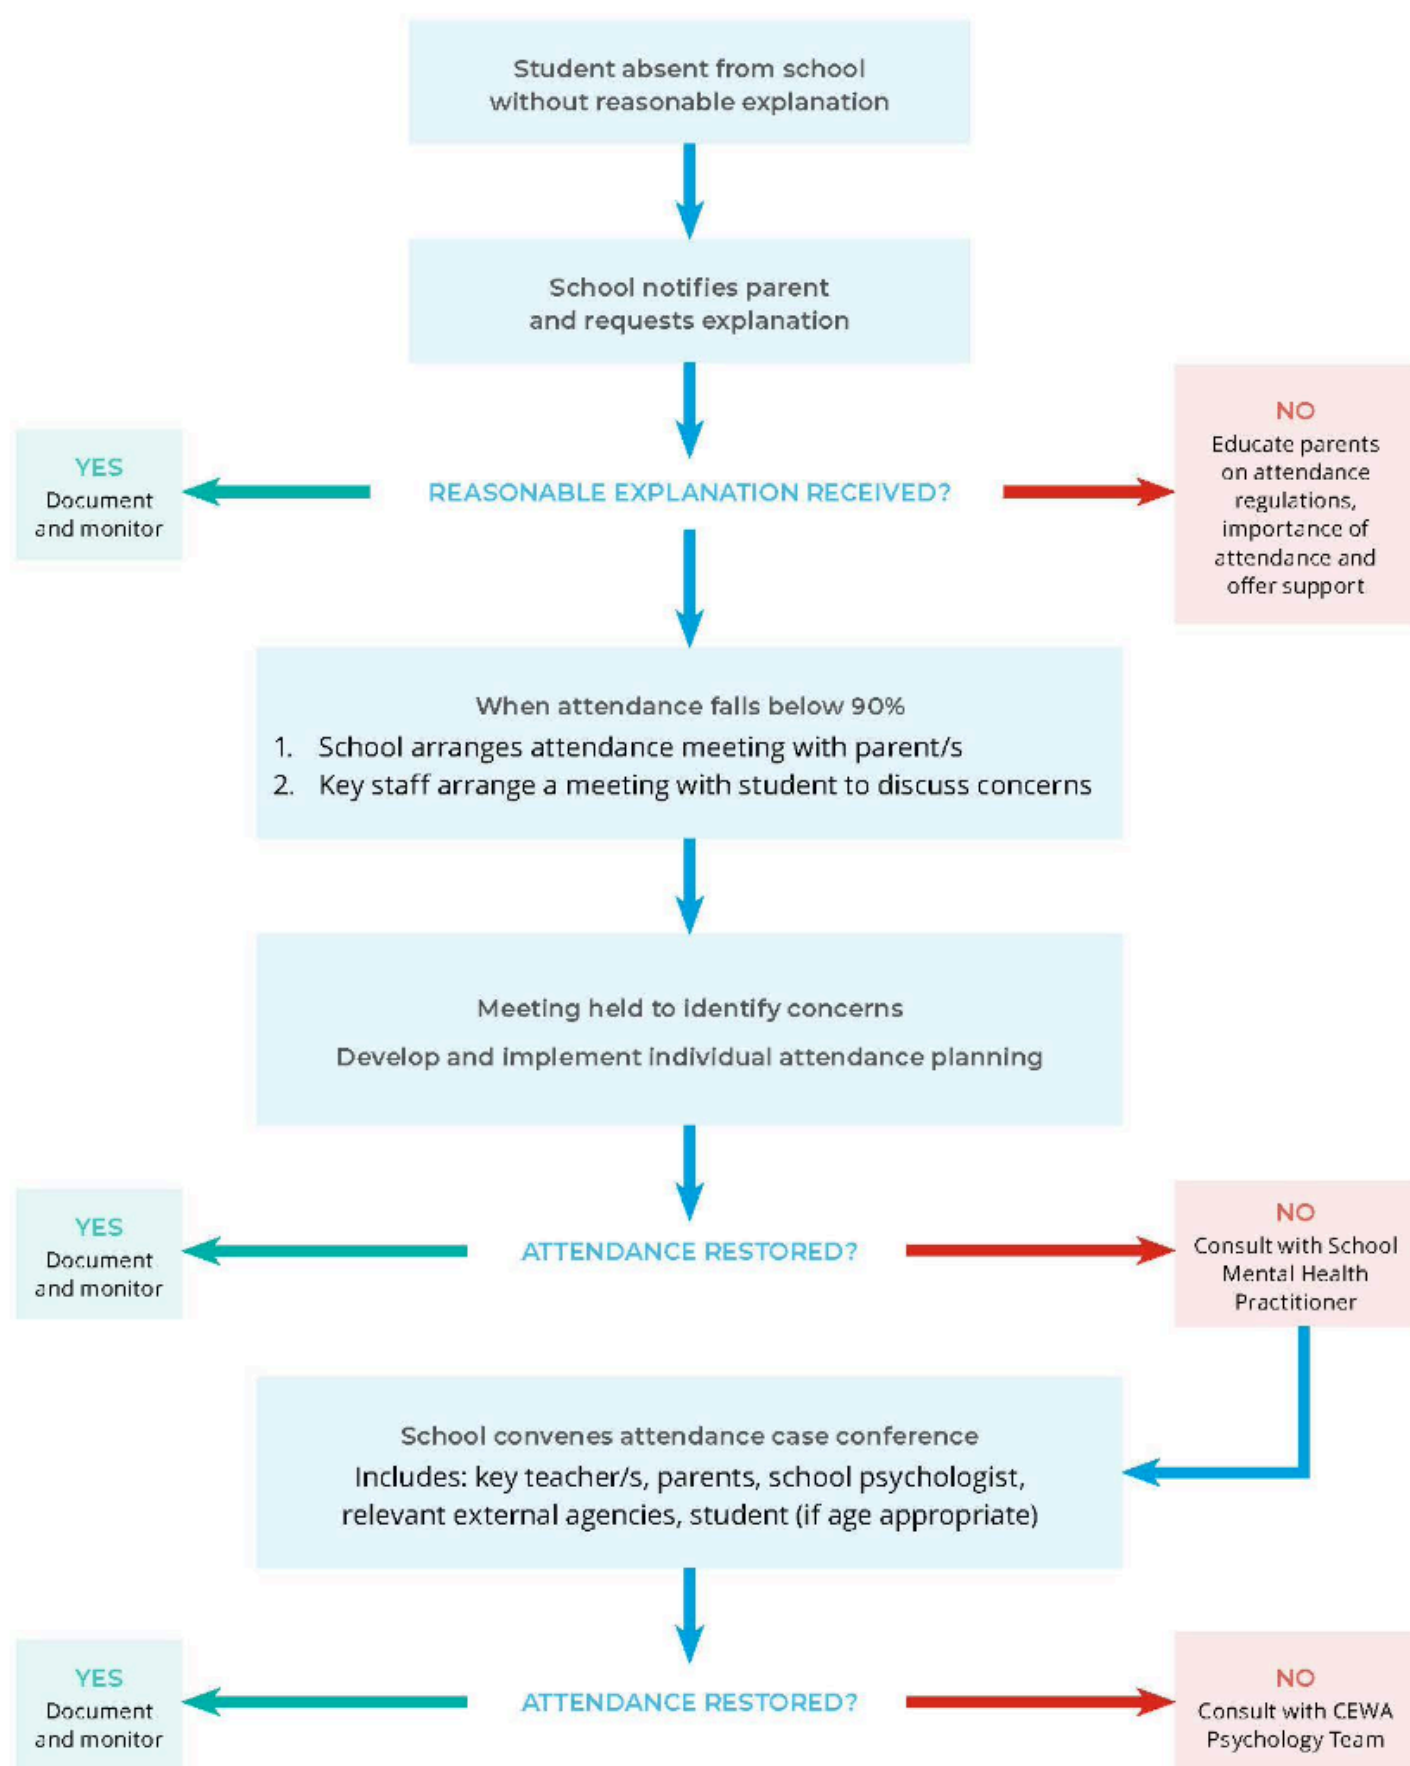 Student absent from school
without reasonable explanation
School notifies parent
and requests explanation
YES
Document
and monitor
REASONABLE EXPLANATION RECEIVED?
NO
Educate parents
on attendance
regulations,
importance of
attendance and
offer support
When attendance falls below 90%
1. School arranges attendance meeting with parent/s
2. Key staff arrange a meeting with student to discuss concerns
Meeting held to identify concerns
Develop and implement individual attendance planning
YES
Document
and monitor
ATTENDANCE RESTORED?
NO
Consult with School
Mental Health
Practitioner
School convenes attendance case conference
Includes: key teacher/s, parents, school psychologist,
relevant external agencies, student (if age appropriate)
YES
Document
and monitor
ATTENDANCE RESTORED?
NO
Consult with CEWA
Psychology Team